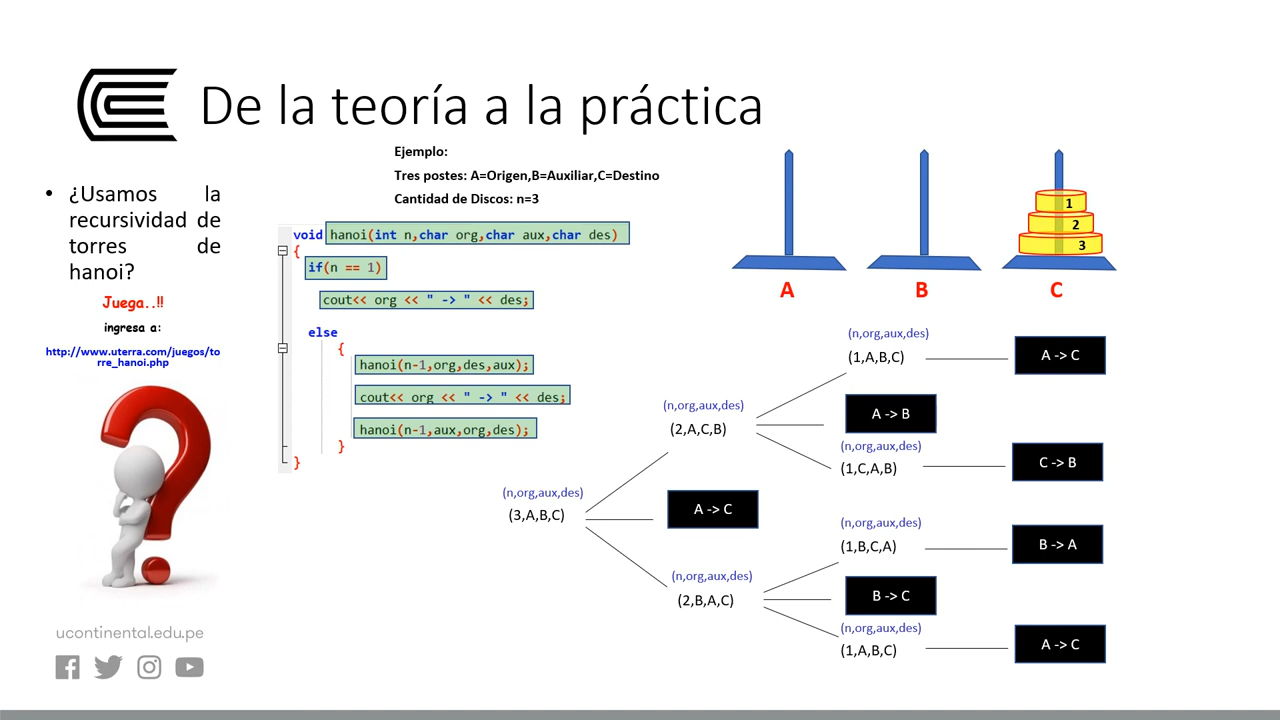 De la teoría a la práctica
Ejemplo:
Tres postes: A=Origen,B=Auxiliar,C=Destino
Cantidad de Discos: n=3
• ¿Usamos la
recursividad de
torres de
hanoi?
Juega..!!
ingresa a:
http://www.uterra.com/juegos/to
rre_hanoi.php
void hanoi(int n,char org,char aux,char des)
{
if(n == 1)
cout<< org << " -> " << des;
else
{
hanoi(n-1,org,des,aux);
cout<< org << " -> " << des;
hanoi(n-1,aux,org,des);
}
}
1
2
3
A
B
C
(n,org,aux,des)
(3,A,B,C)
(n,org,aux,des)
(2,A,C,B)
A -> C
(n,org,aux,des)
(2,B,A,C)
(n,org,aux,des)
(1,A,B,C)
A -> C
A -> B
(n,org,aux,des)
(1,C,A,B)
C -> B
(n,org,aux,des)
(1,B,C,A)
B -> A
B -> C
(n,org,aux,des)
(1,A,B,C)
A -> C
ucontinental.edu.pe